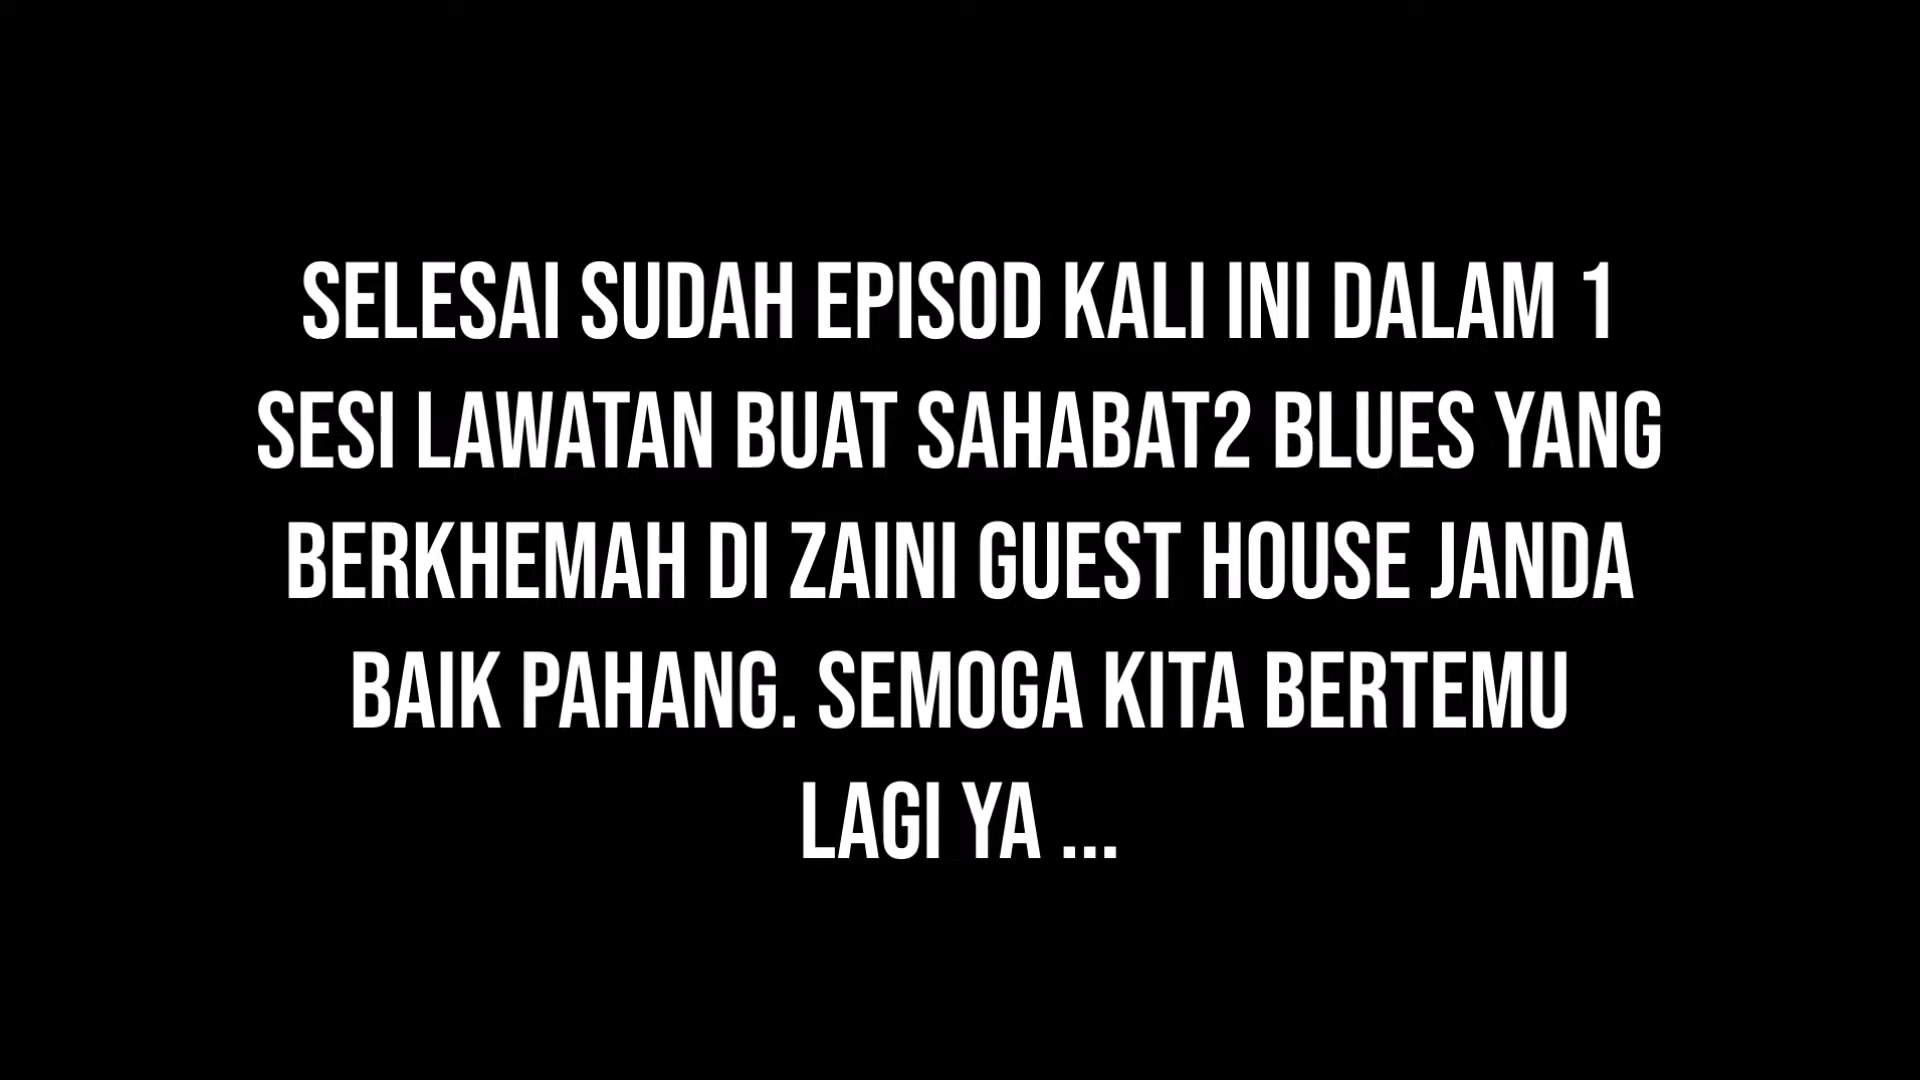 SELESAI SUDAH EPISOD KALI INI DALAM 1
SESI LAWATAN BUAT SAHABAT2 BLUES YANG
BERKHEMAH DI ZAINI GUEST HOUSE JANDA
BAIK PAHANG. SEMOGA KITA BERTEMU
LAGI YA ...